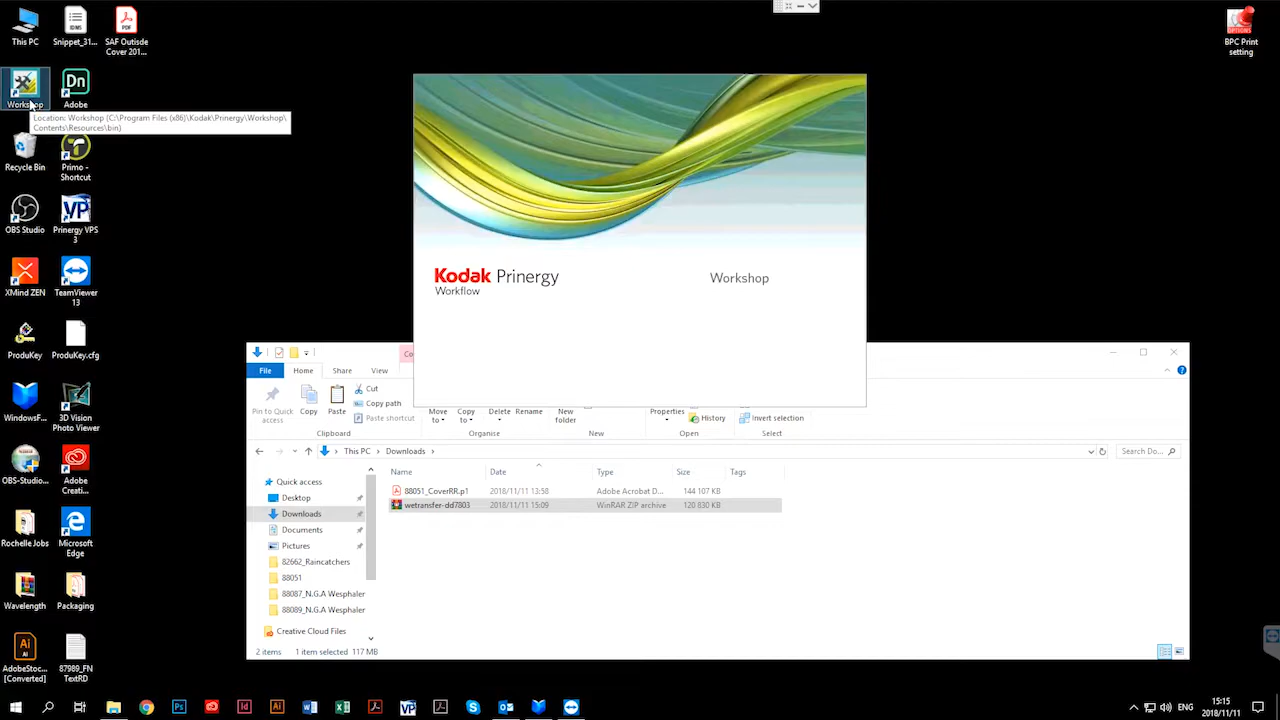 This PC
Snippet_31...
SAF Outside
Cover 201...
BPC Print
setting
Workshop
Adobe
Location: Workshop (C:\Program Files (x86)\Kodak\Prinergy\Workshop\
Contents\Resources\bin)
Recycle Bin
Primo -
Shortcut
OBS Studio
Prinergy VPS
3
XMind ZEN
TeamViewer
13
ProduKey
ProduKey.cfg
WindowsF...
3D Vision
Photo Viewer
OBS-Studio...
Adobe
Creati...
Recycle Jobs
Microsoft
Edge
Wavelength
Packaging
AdobeStoc...
[Converted]
87989_FN
TextRD
Kodak Prinergy
Workflow
Workshop
Co
File
Home
Share
View
Pin to Quick
access
Copy
Paste
Cut
Copy path
Paste shortcut
Clipboard
Move
to
Copy
to
Delete
Rename
Organise
New
folder
New
Properties
History
Open
Invert selection
Select
This PC > Downloads >
Search Do...
Name Date Type Size Tags
88051_CoverRR.p1 2018/11/11 13:58 Adobe Acrobat D... 144 107 KB
wetransfer-dd7803 2018/11/11 15:09 WinRAR ZIP archive 120 830 KB
Quick access
Desktop
Downloads
Documents
Pictures
82662_Raincatchers
88051
88087_N.G.A Wesphaler
88089_N.G.A Wesphaler
Creative Cloud Files
2 items 1 item selected 117 MB
ENG
15:15
2018/11/11